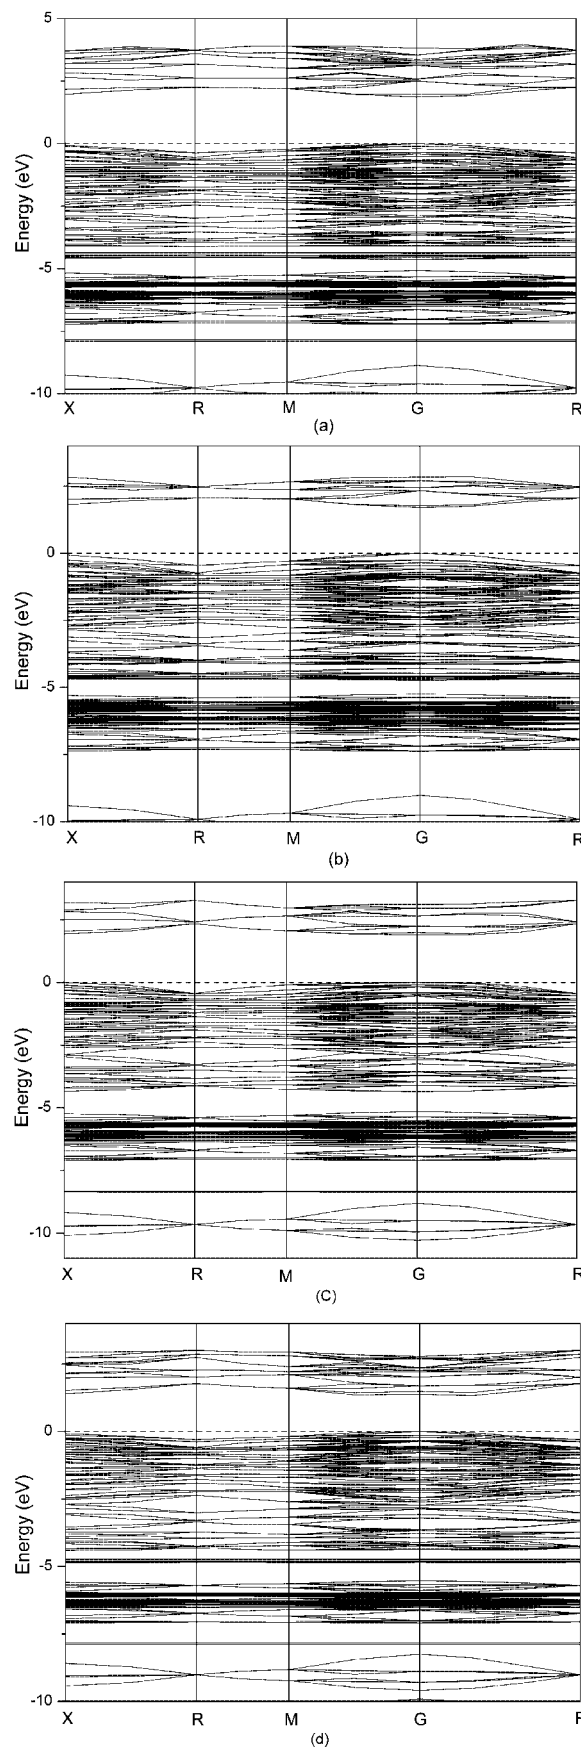 5
0
-5
-10
Energy (eV)
X R M G R
(a)
0
-5
-10
Energy (eV)
X R M G R
(b)
0
-5
-10
Energy (eV)
X R M G R
(C)
0
-5
-10
Energy (eV)
X R M G R
(d)